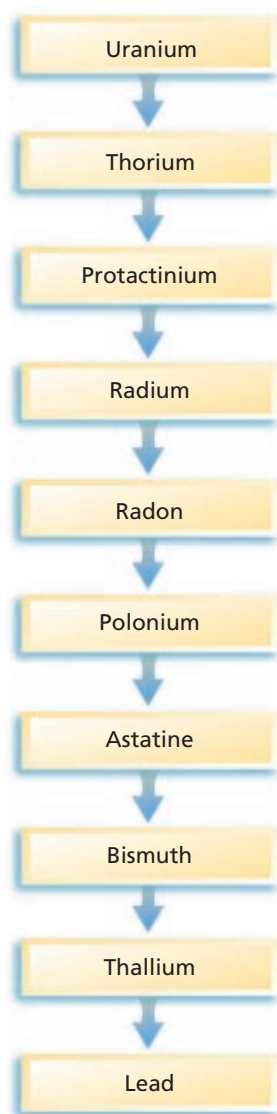 Uranium
Thorium
Protactinium
Radium
Radon
Polonium
Astatine
Bismuth
Thallium
Lead